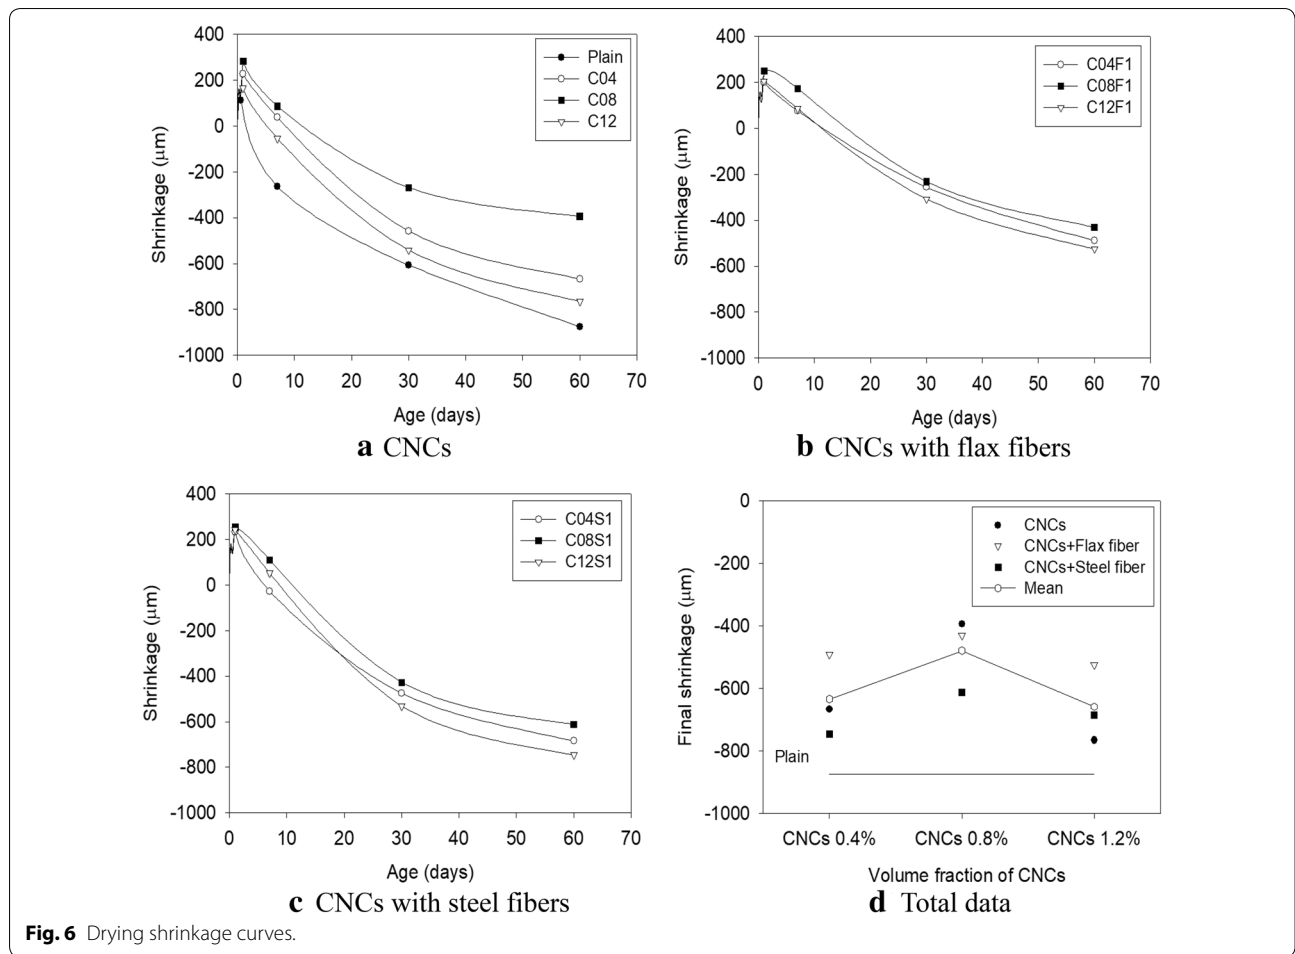 400
200
0
-200
-400
-600
-800
-1000
Shrinkage (μm)
Plain
C04
C08
C12
0 10 20 30 40 50 60 70
Age (days)
a CNCs
400
200
0
-200
-400
-600
-800
-1000
Shrinkage (μm)
C04F1
C08F1
C12F1
0 10 20 30 40 50 60 70
Age (days)
b CNCs with flax fibers
400
200
0
-200
-400
-600
-800
-1000
Shrinkage (μm)
C04S1
C08S1
C12S1
0 10 20 30 40 50 60 70
Age (days)
c CNCs with steel fibers
0
-200
-400
-600
-800
-1000
Final shrinkage (μm)
CNCs
CNCs+Flax fiber
CNCs+Steel fiber
Mean
Plain
CNCs 0.4% CNCs 0.8% CNCs 1.2%
Volume fraction of CNCs
d Total data
Fig. 6 Drying shrinkage curves.